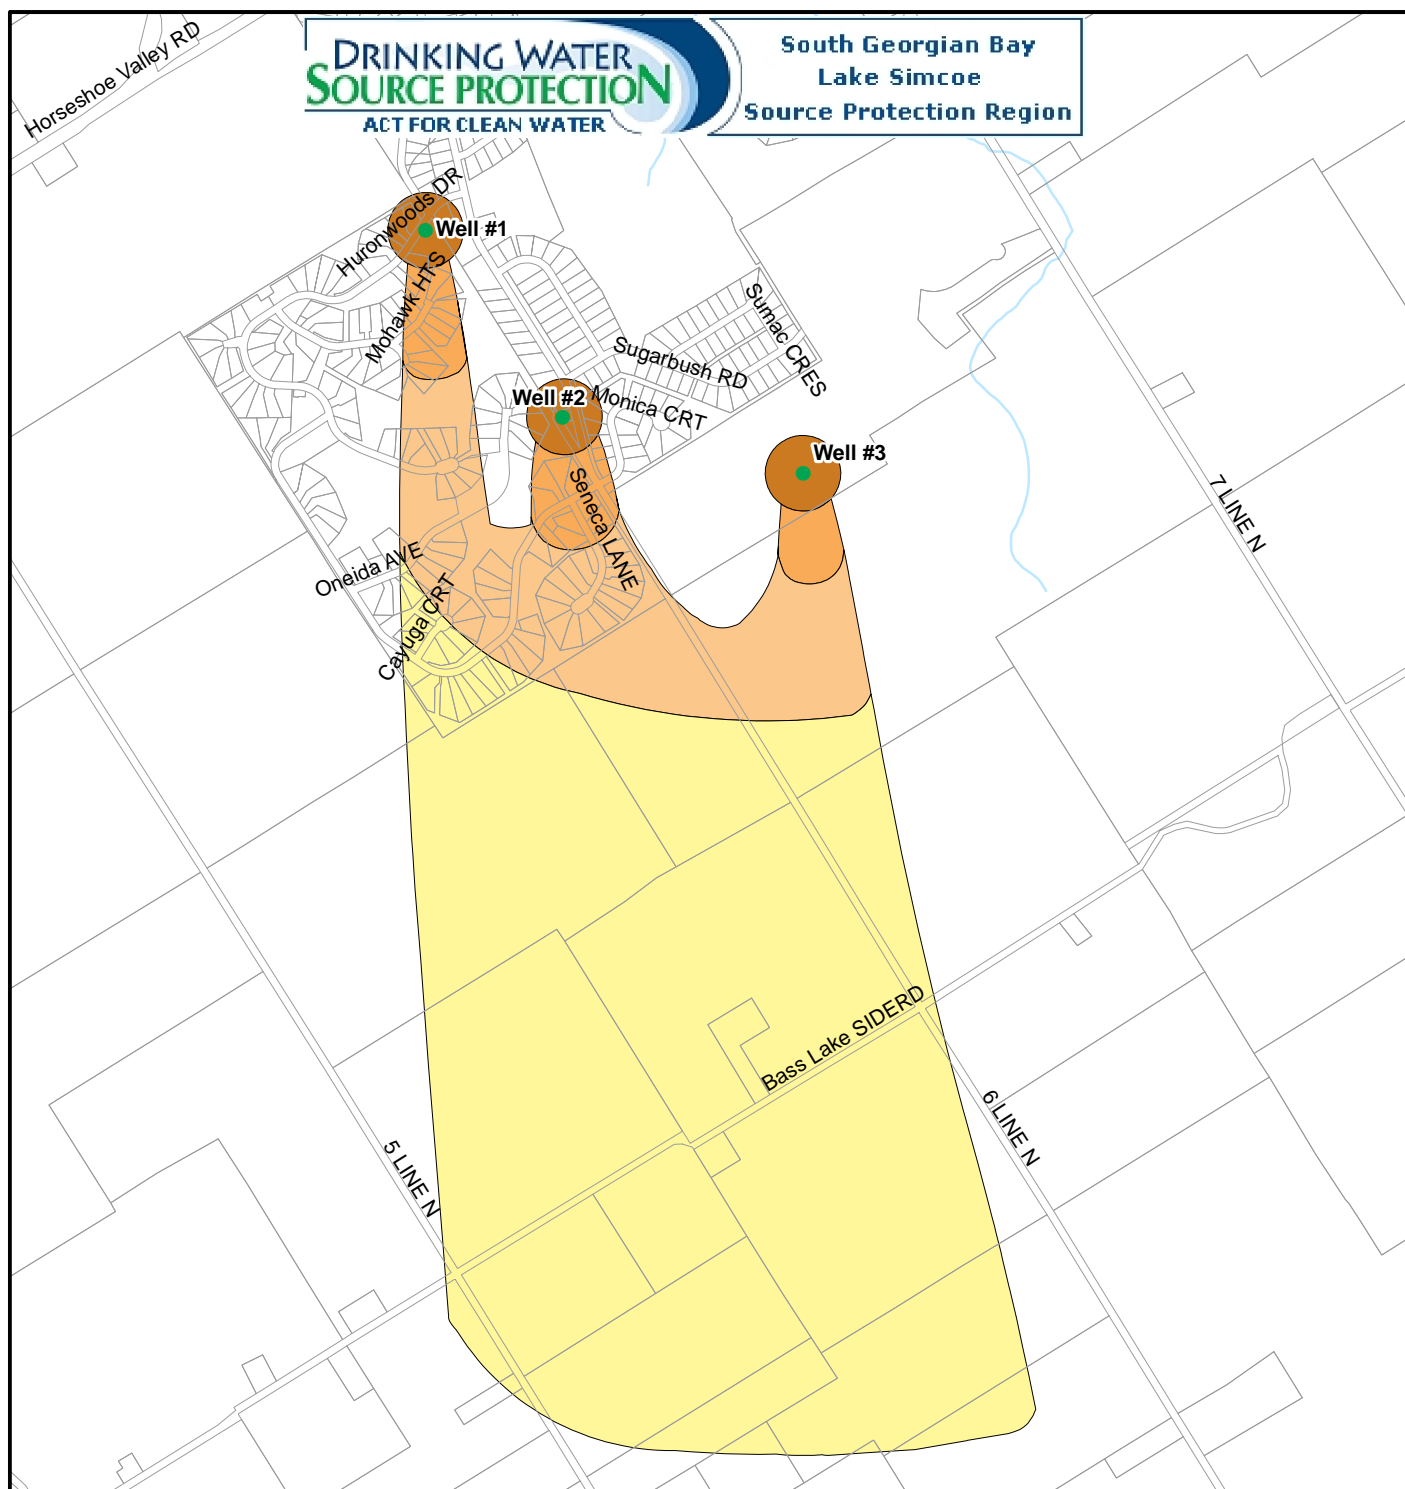 DRINKING WATER
SOURCE PROTECTION
ACT FOR CLEAN WATER
South Georgian Bay
Lake Simcoe
Source Protection Region
Horseshoe Valley RD
Huronwoods DR
Well #1
Mohawk HTS
Sumac CRES
Sugarbush RD
Well #2
Monica CRT
Well #3
Seneca LANE
7 LINE N
Oneida AVE
Cayuga CRT
Bass Lake SIDERD
6 LINE N
5 LINE N